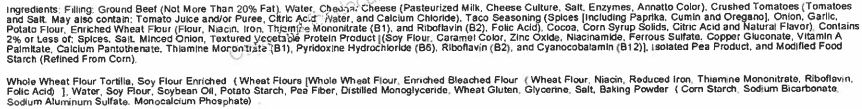 Ingredients: Filling: Ground Beef (Not More Than 20% Fat). Water, Chedder Cheese (Pasteurized Milk, Cheese Culture, Salt, Enzymes, Annatto Color). Crushed Tomatoes (Tomatoes
and Salt. May also contain: Tomato Juice and/or Puree, Citric Acid Water, and Calcium Chloride). Taco Seasoning (Spices [Including Paprika, Cumin and Oregano], Onion, Garlic,
Potato Flour, Enriched Wheat Flour (Flour, Niacin, Iron, Thiamine Mononitrate (B1), and Riboflavin (B2), Folic Acid), Cocoa, Corn Syrup Solids, Citric Acid and Natural Flavor). Contains
2% or Less of: Spices, Salt, Minced Onion, Textured Vegetable Protein Product [(Soy Flour, Caramel Color, Zinc Oxide, Niacinamide, Ferrous Sulfate, Copper Gluconate, Vitamin A
Palmitate, Calcium Pantothenate, Thiamine Mononitrate (B1), Pyridoxine Hydrochloride (B6), Riboflavin (B2), and Cyanocobalamin (B12)], Isolated Pea Product, and Modified Food
Starch (Refined From Corn).
Whole Wheat Flour Tortilla, Soy Flour Enriched ( Wheat Flours [Whole Wheat Flour, Enriched Bleached Flour ( Wheat Flour, Niacin, Reduced Iron, Thiamine Mononitrate, Riboflavin,
Folic Acid) ], Water, Soy Flour, Soybean Oil, Potato Starch, Pea Fiber, Distilled Monoglyceride, Wheat Gluten, Glycerine, Salt, Baking Powder ( Corn Starch, Sodium Bicarbonate,
Sodium Aluminum Sulfate, Monocalcium Phosphate)